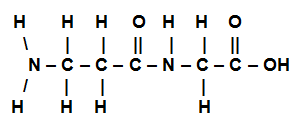 H H H O H H O
\ | | || | | ||
N – C – C – C – N – C – C – OH
/ | | |
H H H H